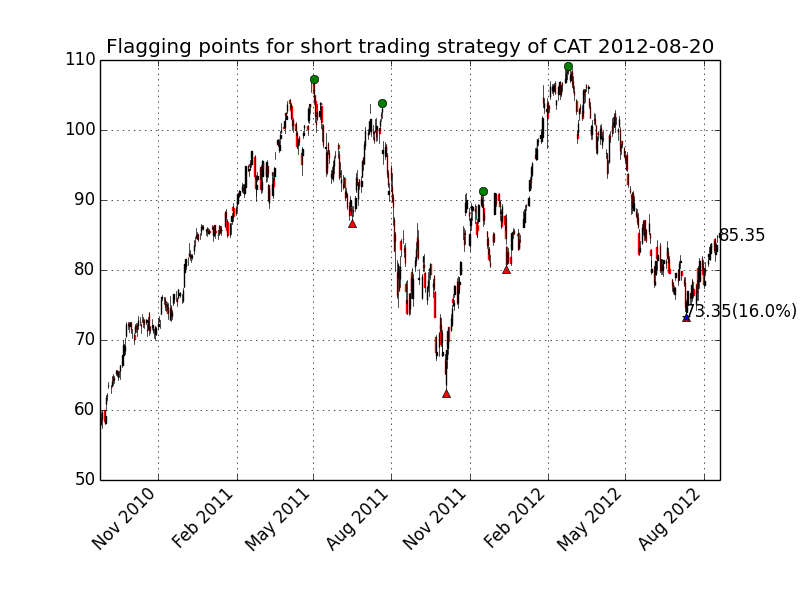 Flagging points for short trading strategy of CAT 2012-08-20
110
100
90
80
70
60
50
85.35
73.35(16.0%)
Nov 2010
Feb 2011
May 2011
Aug 2011
Nov 2011
Feb 2012
May 2012
Aug 2012